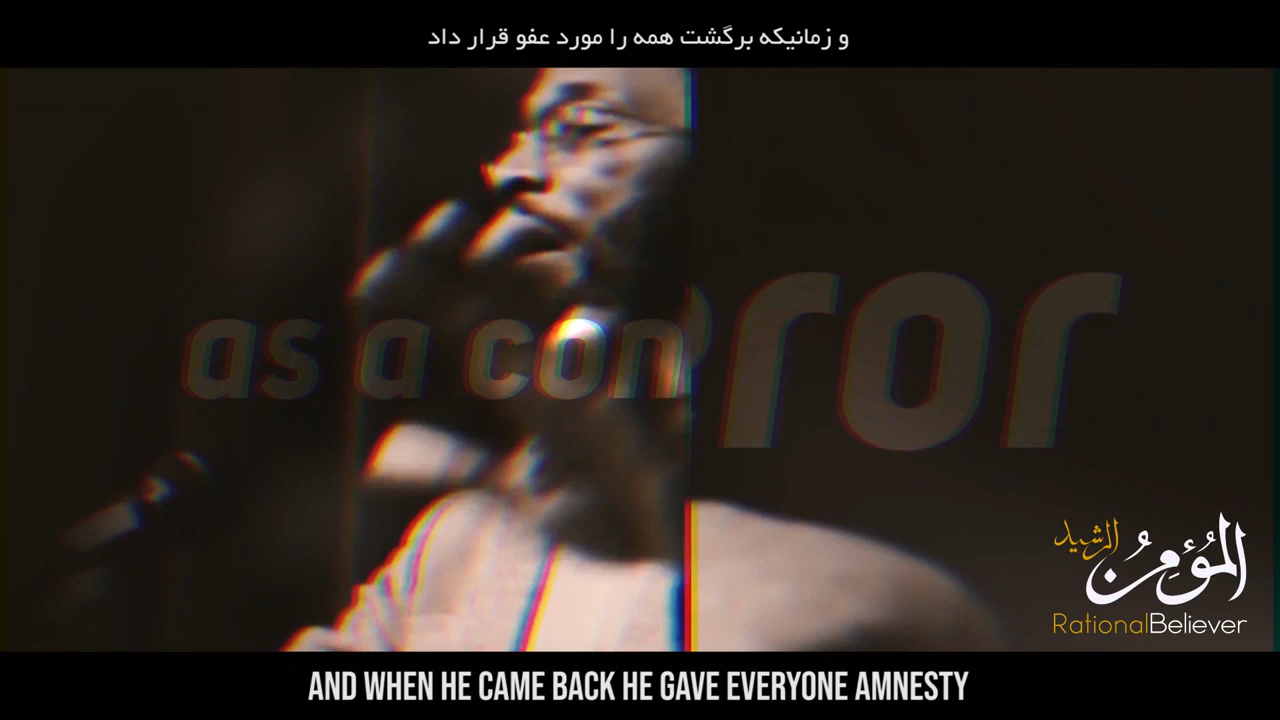 و زمانیکه برگشت همه را مورد عفو قرار داد
as a con
ror
المؤمن الرشيد
RationalBeliever
AND WHEN HE CAME BACK HE GAVE EVERYONE AMNESTY